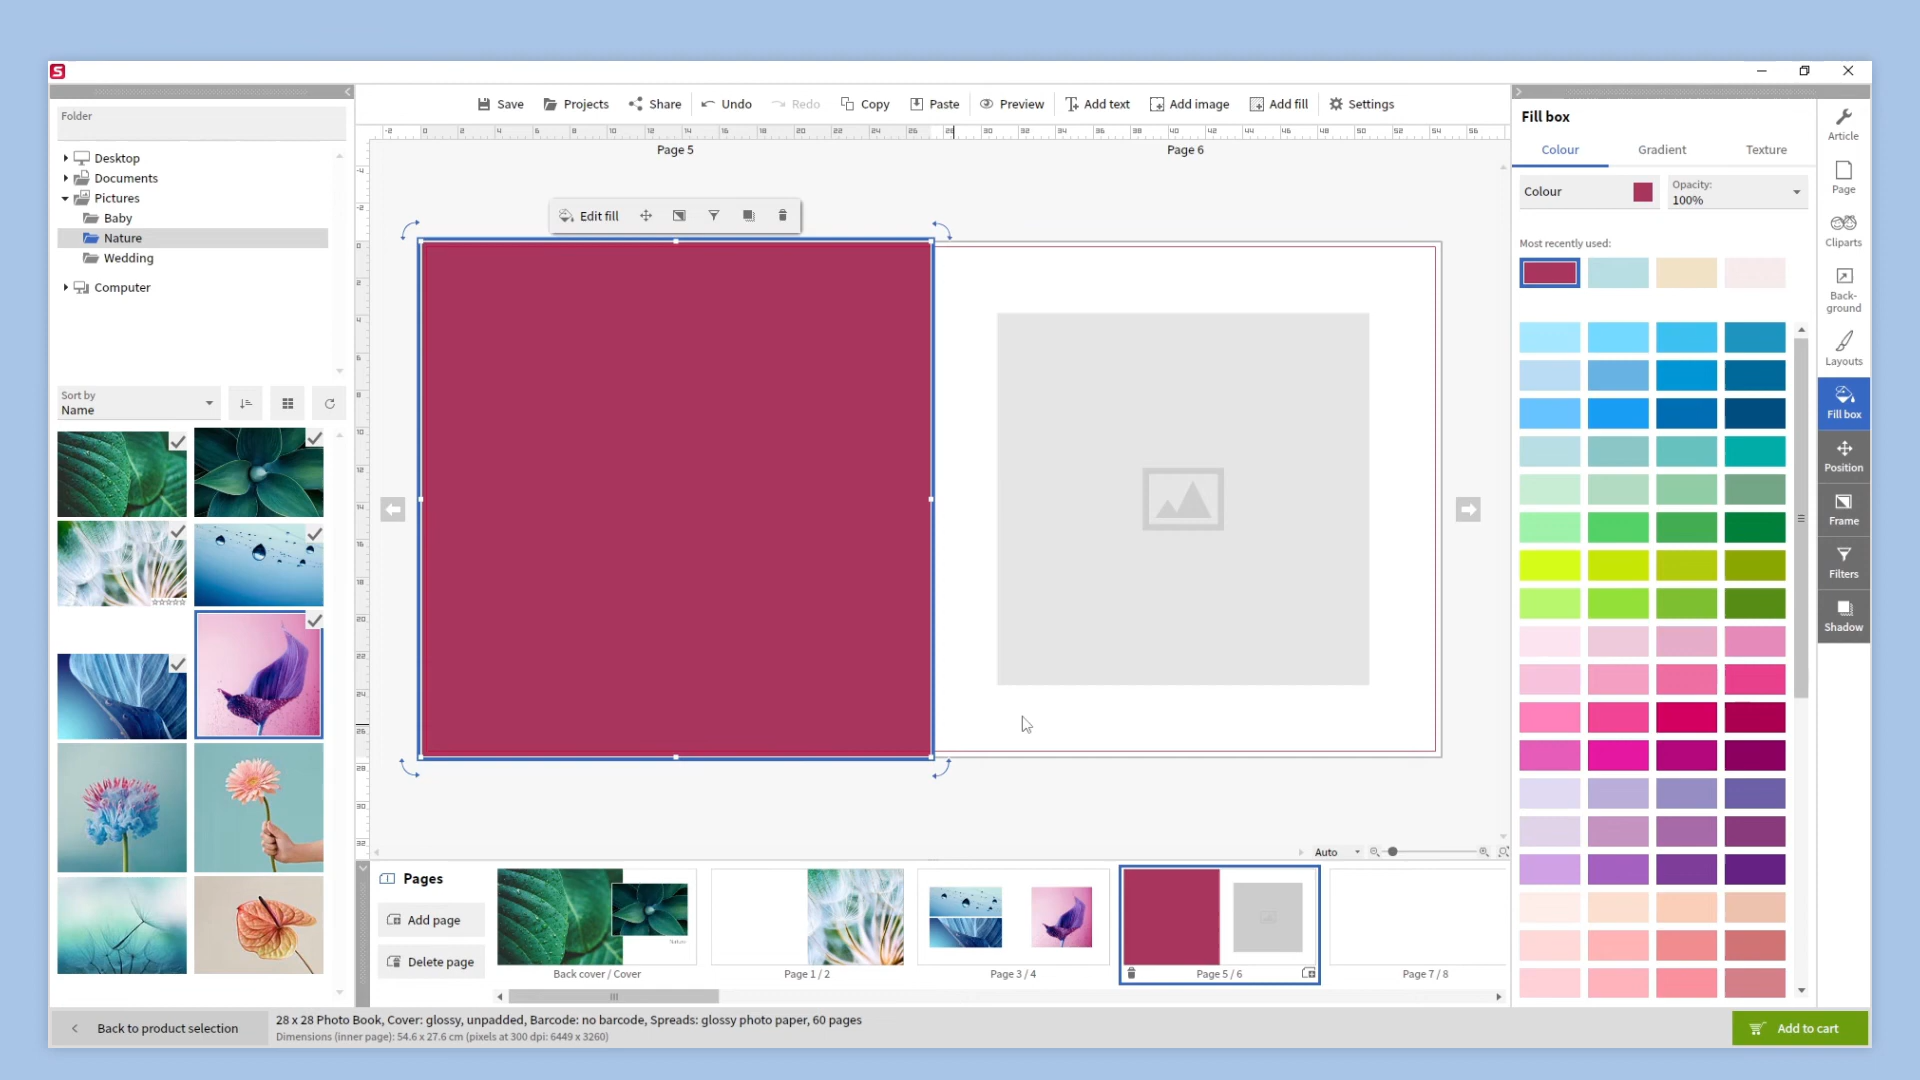 S
Folder
Desktop
Documents
Pictures
Baby
Nature
Wedding
Computer
Sort by
Name
Save
Projects
Share
Undo
Redo
Copy
Paste
Preview
Add text
Add image
Add fill
Settings
Page 5
Page 6
Edit fill
Auto
Pages
Add page
Delete page
Back cover / Cover
Page 1 / 2
Page 3 / 4
Page 5 / 6
Page 7 / 8
Fill box
Colour
Gradient
Texture
Colour
Opacity:
100%
Most recently used:
Article
Page
Cliparts
Back-
ground
Layouts
Fill box
Position
Frame
Filters
Shadow
Back to product selection
28 x 28 Photo Book, Cover: glossy, unpadded, Barcode: no barcode, Spreads: glossy photo paper, 60 pages
Dimensions (inner page): 54.6 x 27.6 cm (pixels at 300 dpi: 6449 x 3260)
Add to cart